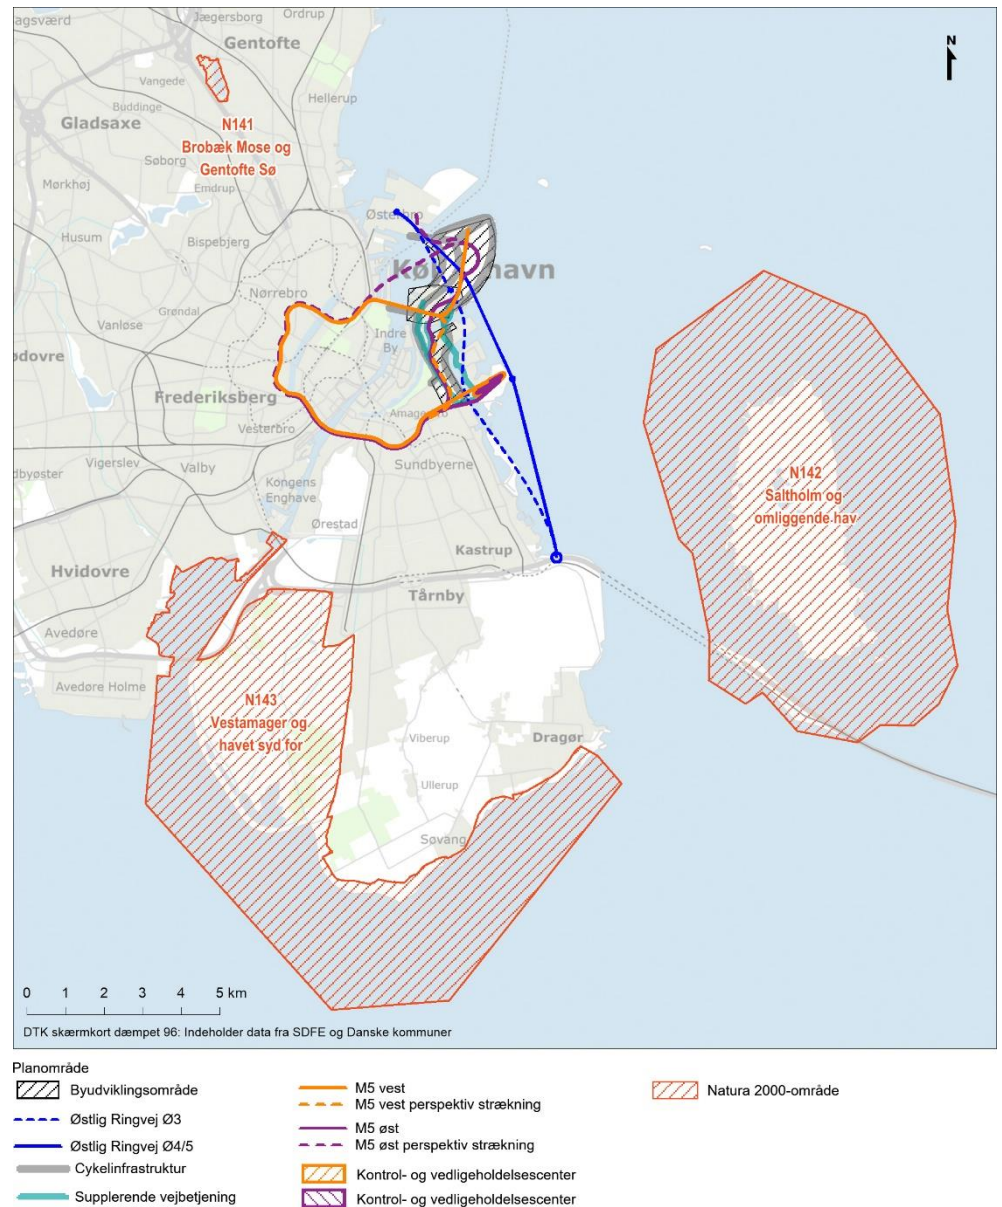 agsværd
Jægersborg
Ordrup
Gentofte
N
Vangede
Hellerup
Buddinge
Gladsaxe
N141
Brobæk Mose og
Gentofte Sø
Søborg
Mørkhøj
Emdrup
Østerbro
Husum
Bispebjerg
Nørrebro
Grøndal
Vanløse
Indre
By
ødovre
Frederiksberg
Vesterbro
dbyøster
Vigerslev
Valby
Sundbyerne
Kongens
Enghave
N142
Saltholm og
omliggende hav
Ørestad
Kastrup
Hvidovre
Tårnby
Avedøre
Avedøre Holme
N143
Vestamager og
havet syd for
Viberup
Dragør
Ullerup
Søvang
0 1 2 3 4 5 km
DTK skærmkort dæmpet 96: Indeholder data fra SDFE og Danske kommuner
Planområde
Byudviklingsområde
Østlig Ringvej Ø3
Østlig Ringvej Ø4/5
Cykelinfrastruktur
Supplerende vejbetjening
M5 vest
M5 vest perspektiv strækning
M5 øst
M5 øst perspektiv strækning
Kontrol- og vedligeholdelsescenter
Kontrol- og vedligeholdelsescenter
Natura 2000-område